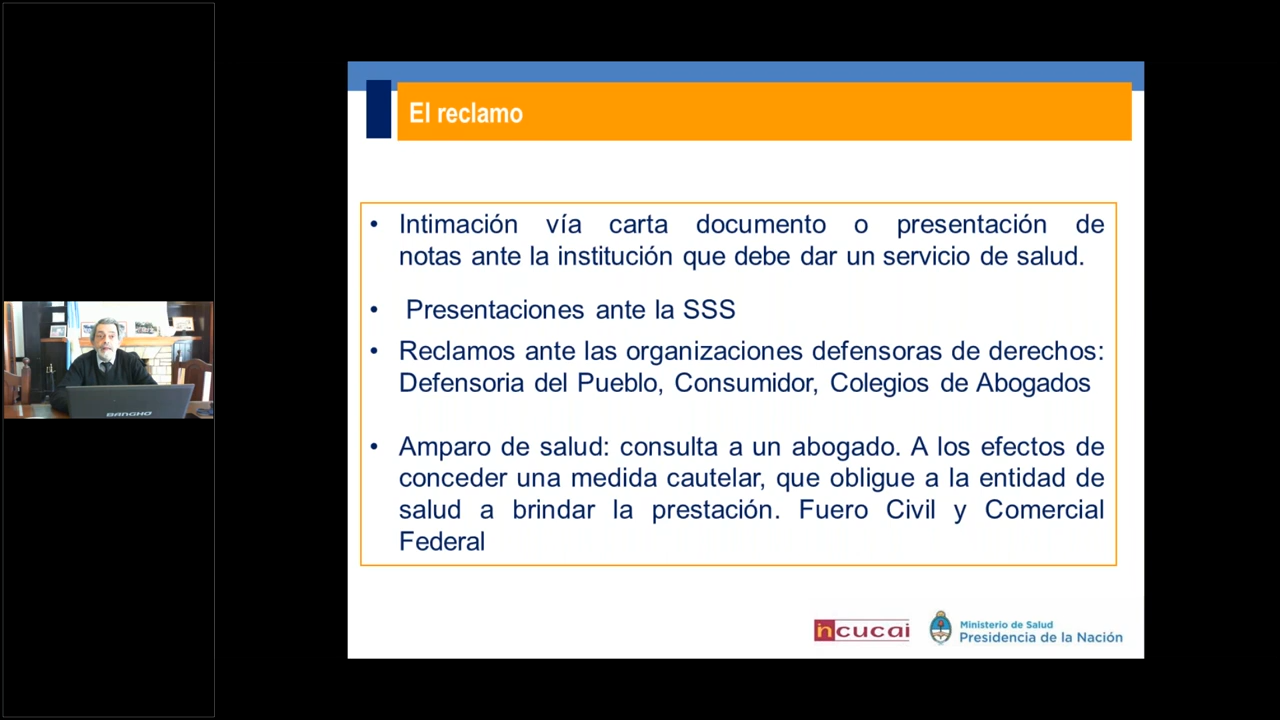 El reclamo
• Intimación vía carta documento o presentación de
notas ante la institución que debe dar un servicio de salud.
• Presentaciones ante la SSS
• Reclamos ante las organizaciones defensoras de derechos:
Defensoria del Pueblo, Consumidor, Colegios de Abogados
• Amparo de salud: consulta a un abogado. A los efectos de
conceder una medida cautelar, que obligue a la entidad de
salud a brindar la prestación. Fuero Civil y Comercial
Federal
incucai
Ministerio de Salud
Presidencia de la Nación
BANGHO